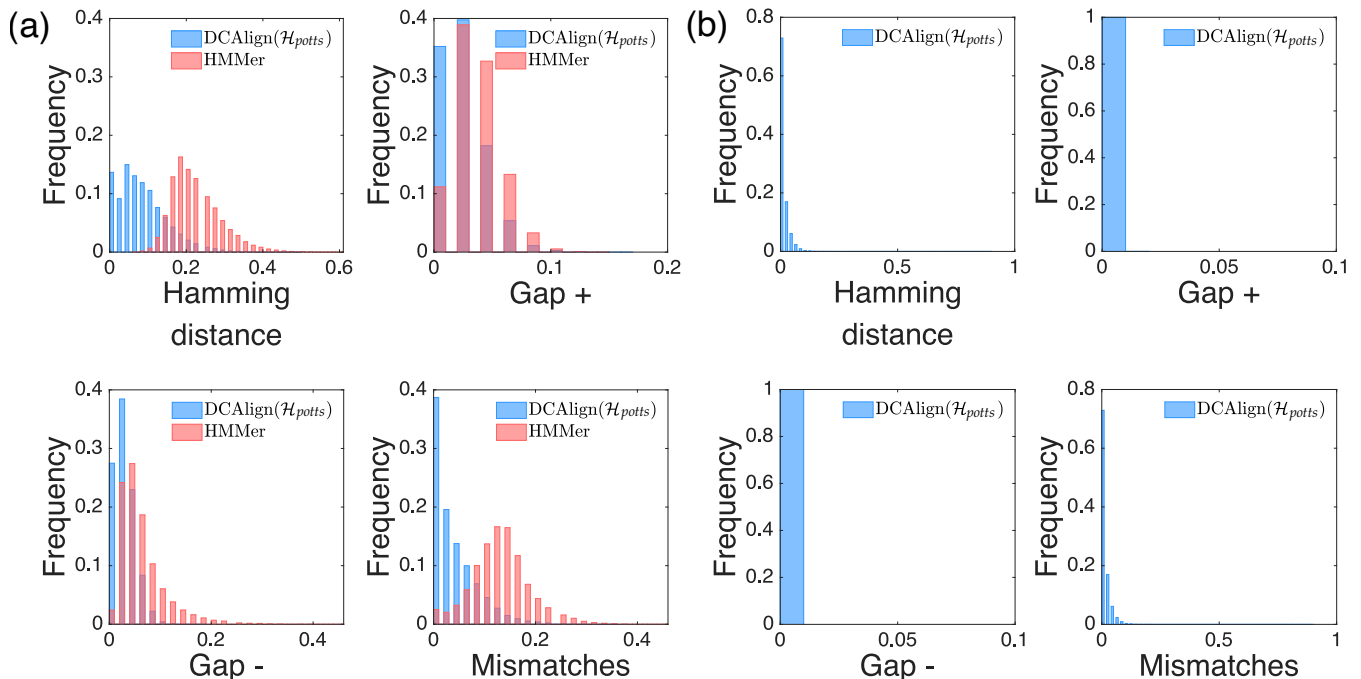 (a)
0.4
0.3
0.2
0.1
0
Frequency
DCAlign(ℋpotts)
HMMer
0 0.2 0.4 0.6
Hamming
distance
0.4
0.3
0.2
0.1
0
Frequency
DCAlign(ℋpotts)
HMMer
0 0.1 0.2
Gap +
(b)
0.8
0.6
0.4
0.2
0
Frequency
DCAlign(ℋpotts)
0 0.5 1
Hamming
distance
1
0.8
0.6
0.4
0.2
0
Frequency
DCAlign(ℋpotts)
0 0.05 0.1
Gap +
0.4
0.3
0.2
0.1
0
Frequency
DCAlign(ℋpotts)
HMMer
0 0.2 0.4
Gap -
0.4
0.3
0.2
0.1
0
Frequency
DCAlign(ℋpotts)
HMMer
0 0.2 0.4
Mismatches
1
0.8
0.6
0.4
0.2
0
Frequency
DCAlign(ℋpotts)
0 0.05 0.1
Gap -
0.8
0.6
0.4
0.2
0
Frequency
DCAlign(ℋpotts)
0 0.5 1
Mismatches